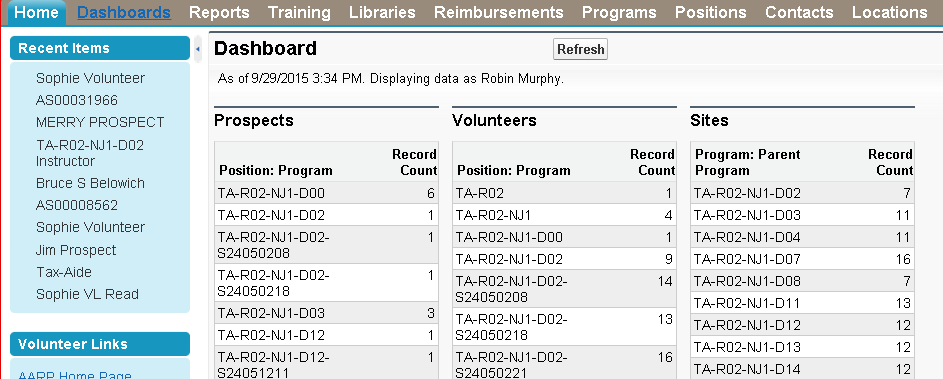 Home Dashboards Reports Training Libraries Reimbursements Programs Positions Contacts Locations
Recent Items
Sophie Volunteer
AS00031966
MERRY PROSPECT
TA-R02-NJ1-D02
Instructor
Bruce S Belowich
AS00008562
Sophie Volunteer
Jim Prospect
Tax-Aide
Sophie VL Read
Volunteer Links
AARP Home Page
Dashboard Refresh
As of 9/29/2015 3:34 PM. Displaying data as Robin Murphy.
Prospects
Record
Position: Program Count
TA-R02-NJ1-D00 6
TA-R02-NJ1-D02 1
TA-R02-NJ1-D02- 1
S24050208
TA-R02-NJ1-D02- 1
S24050218
TA-R02-NJ1-D03 3
TA-R02-NJ1-D12 1
TA-R02-NJ1-D12- 1
S24051211
Volunteers
Record
Position: Program Count
TA-R02 1
TA-R02-NJ1 4
TA-R02-NJ1-D00 1
TA-R02-NJ1-D02 9
TA-R02-NJ1-D02- 14
S24050208
TA-R02-NJ1-D02- 13
S24050218
TA-R02-NJ1-D02- 16
S24050221
Sites
Program: Parent Record
Program Count
TA-R02-NJ1-D02 7
TA-R02-NJ1-D03 11
TA-R02-NJ1-D04 11
TA-R02-NJ1-D07 16
TA-R02-NJ1-D08 7
TA-R02-NJ1-D11 13
TA-R02-NJ1-D12 12
TA-R02-NJ1-D13 12
TA-R02-NJ1-D14 12